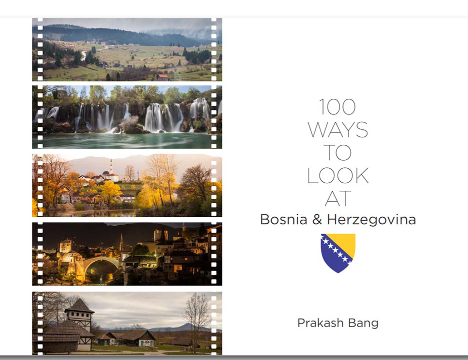 100
WAYS
TO
LOOK
AT
Bosnia & Herzegovina
Prakash Bang